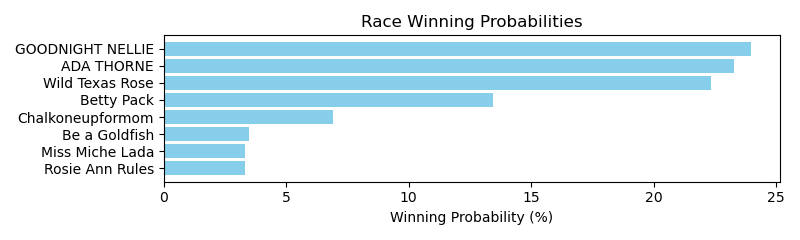 Race Winning Probabilities
GOODNIGHT NELLIE
ADA THORNE
Wild Texas Rose
Betty Pack
Chalkoneupformom
Be a Goldfish
Miss Miche Lada
Rosie Ann Rules
0 5 10 15 20 25
Winning Probability (%)